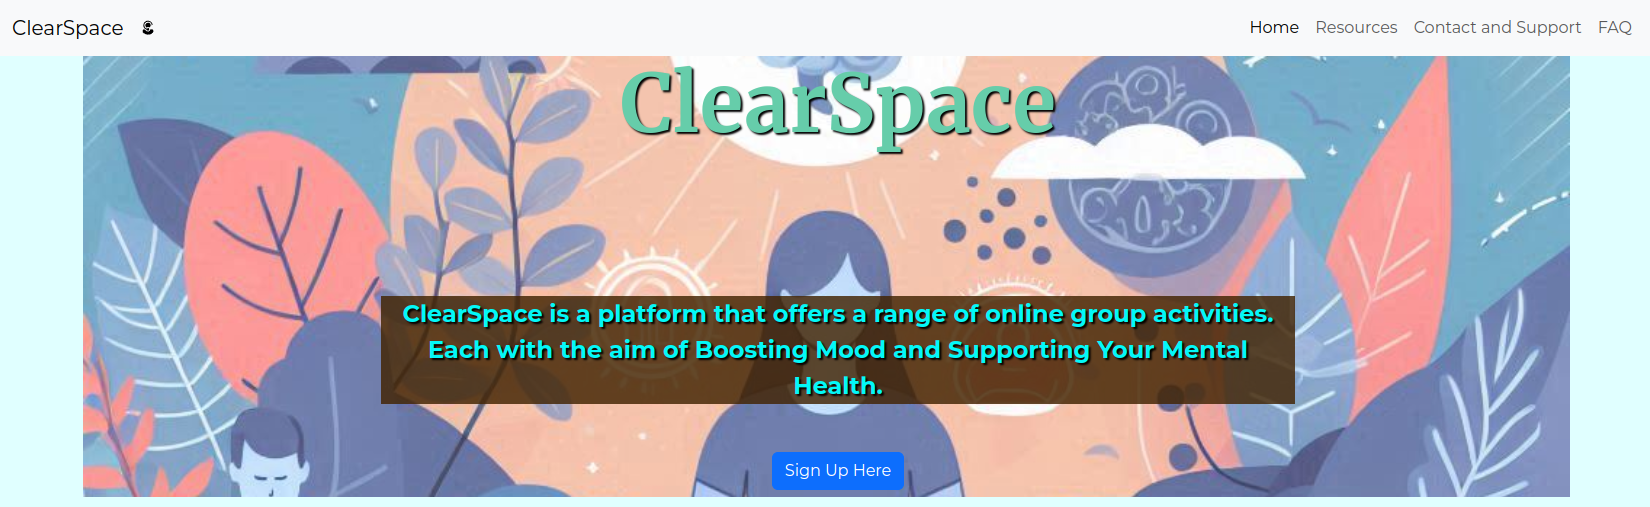 ClearSpace
Home Resources Contact and Support FAQ
ClearSpace
ClearSpace is a platform that offers a range of online group activities.
Each with the aim of Boosting Mood and Supporting Your Mental
Health.
Sign Up Here